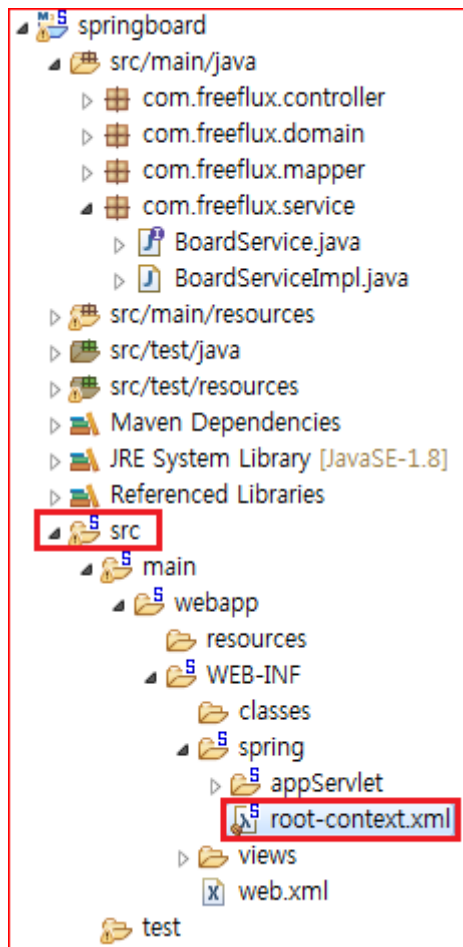 springboard
src/main/java
com.freeflux.controller
com.freeflux.domain
com.freeflux.mapper
com.freeflux.service
BoardService.java
BoardServiceImpl.java
src/main/resources
src/test/java
src/test/resources
Maven Dependencies
JRE System Library [JavaSE-1.8]
Referenced Libraries
src
main
webapp
resources
WEB-INF
classes
spring
appServlet
root-context.xml
views
web.xml
test